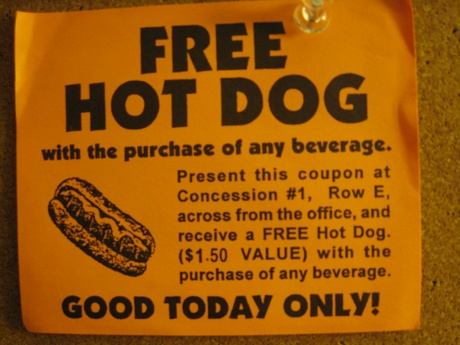 FREE
HOT DOG
with the purchase of any beverage.
Present this coupon at
Concession #1, Row E,
across from the office, and
receive a FREE Hot Dog.
($1.50 VALUE) with the
purchase of any beverage.
GOOD TODAY ONLY!